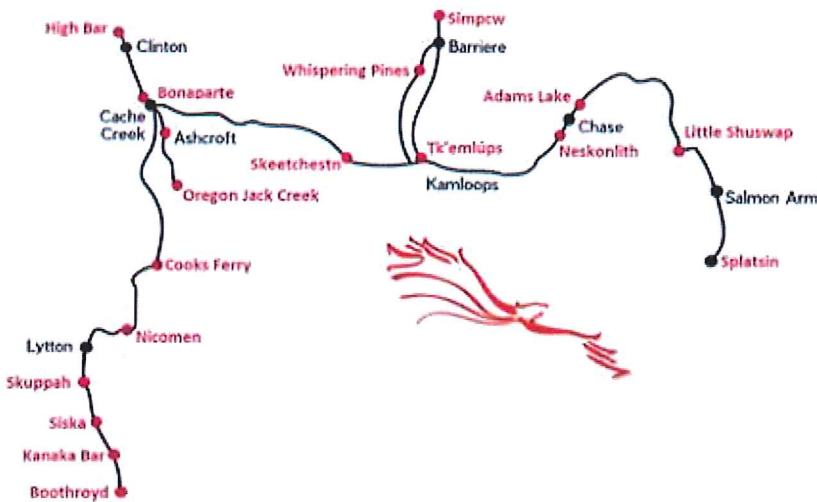 Simpcw
High Bar
Clinton
Barriere
Whispering Pines
Bonaparte
Adams Lake
Cache
Creek
Ashcroft
Chase
Little Shuswap
Tk'emlúps
Neskonlith
Skeetchestn
Kamloops
Oregon Jack Creek
Salmon Arm
Cooks Ferry
Splatsin
Nicomen
Lytton
Skuppah
Siska
Kanaka Bar
Boothroyd